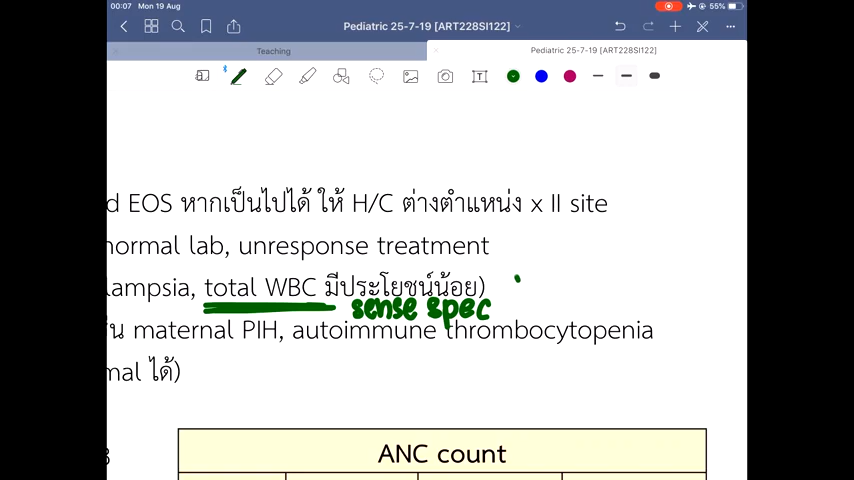 00:07 Mon 19 Aug 55%
Pediatric 25-7-19 [ART228SI122]
Teaching
Pediatric 25-7-19 [ART228SI122]
T
d EOS หากเป็นไปได้ ให้ H/C ต่างตำแหน่ง x II site
normal lab, unresponse treatment
lampsia, total WBC มีประโยชน์น้อย)
sense spec
่น maternal PIH, autoimmune thrombocytopenia
mal ได้)
ANC count